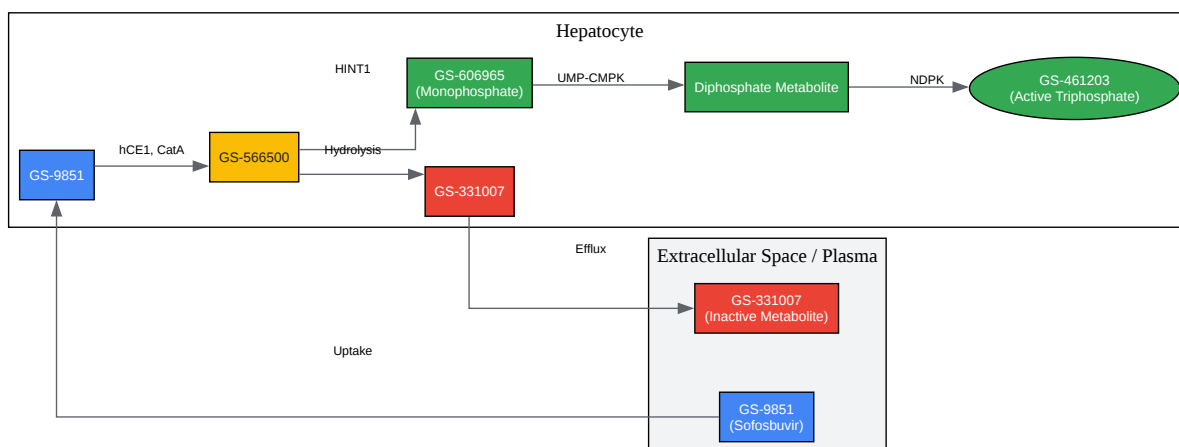 Hepatocyte
HINT1
GS-606965
(Monophosphate)
UMP-CMPK
Diphosphate Metabolite
NDPK
GS-461203
(Active Triphosphate)
GS-9851
hCE1, CatA
GS-566500
Hydrolysis
GS-331007
Efflux
Extracellular Space / Plasma
GS-331007
(Inactive Metabolite)
Uptake
GS-9851
(Sofosbuvir)